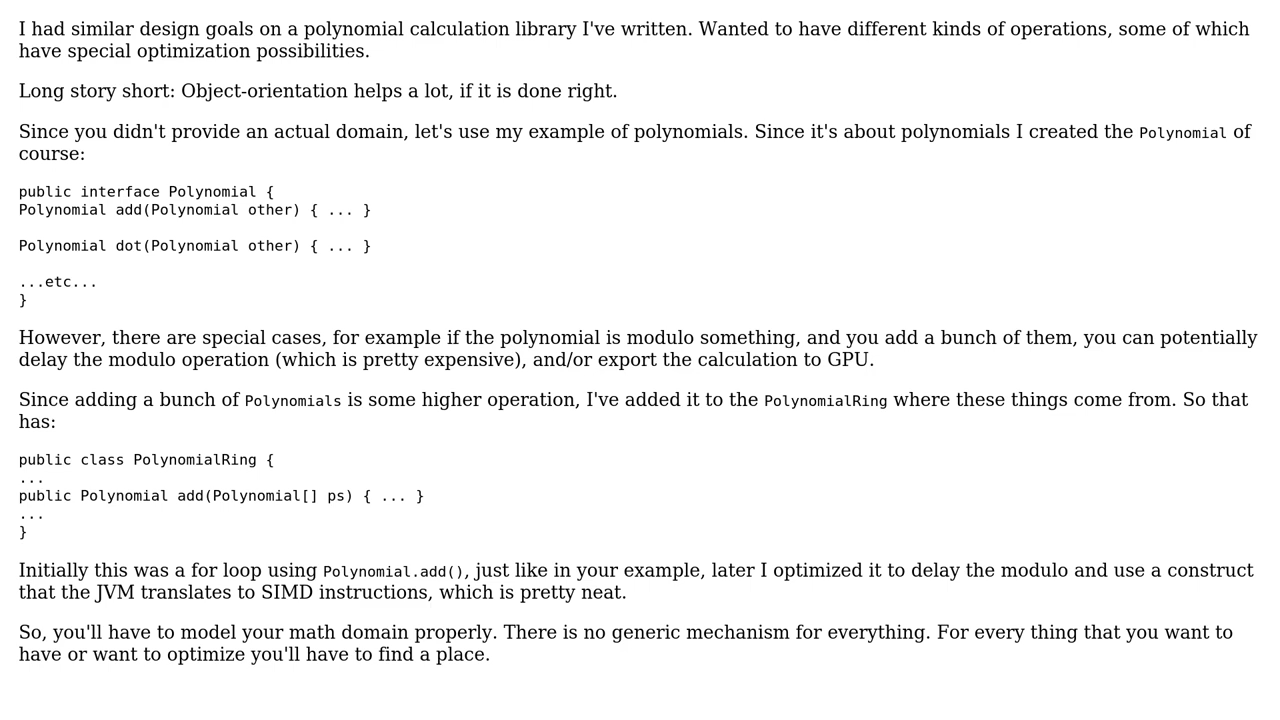 I had similar design goals on a polynomial calculation library I've written. Wanted to have different kinds of operations, some of which
have special optimization possibilities.
Long story short: Object-orientation helps a lot, if it is done right.
Since you didn't provide an actual domain, let's use my example of polynomials. Since it's about polynomials I created the Polynomial of
course:
public interface Polynomial {
Polynomial add(Polynomial other) { ... }
Polynomial dot(Polynomial other) { ... }
...etc...
}
However, there are special cases, for example if the polynomial is modulo something, and you add a bunch of them, you can potentially
delay the modulo operation (which is pretty expensive), and/or export the calculation to GPU.
Since adding a bunch of Polynomials is some higher operation, I've added it to the PolynomialRing where these things come from. So that
has:
public class PolynomialRing {
...
public Polynomial add(Polynomial[] ps) { ... }
...
}
Initially this was a for loop using Polynomial.add(), just like in your example, later I optimized it to delay the modulo and use a construct
that the JVM translates to SIMD instructions, which is pretty neat.
So, you'll have to model your math domain properly. There is no generic mechanism for everything. For every thing that you want to
have or want to optimize you'll have to find a place.